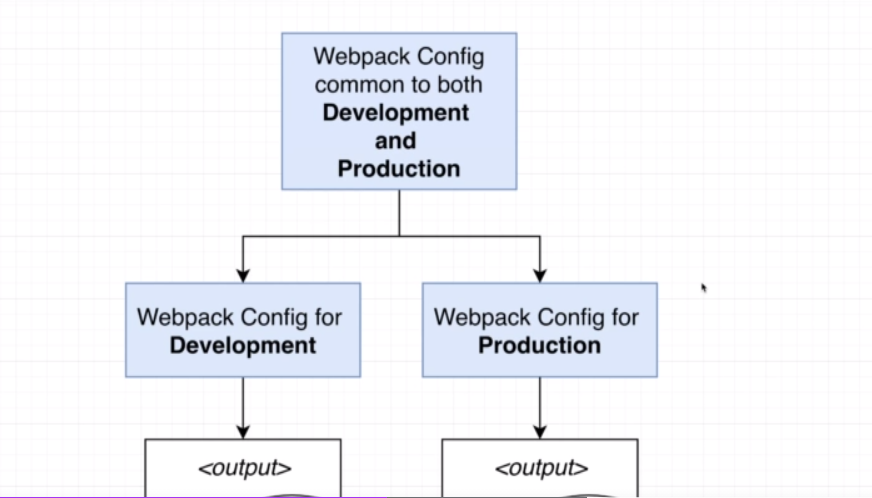 Webpack Config
common to both
Development
and
Production
Webpack Config for
Development
Webpack Config for
Production
<output>
<output>